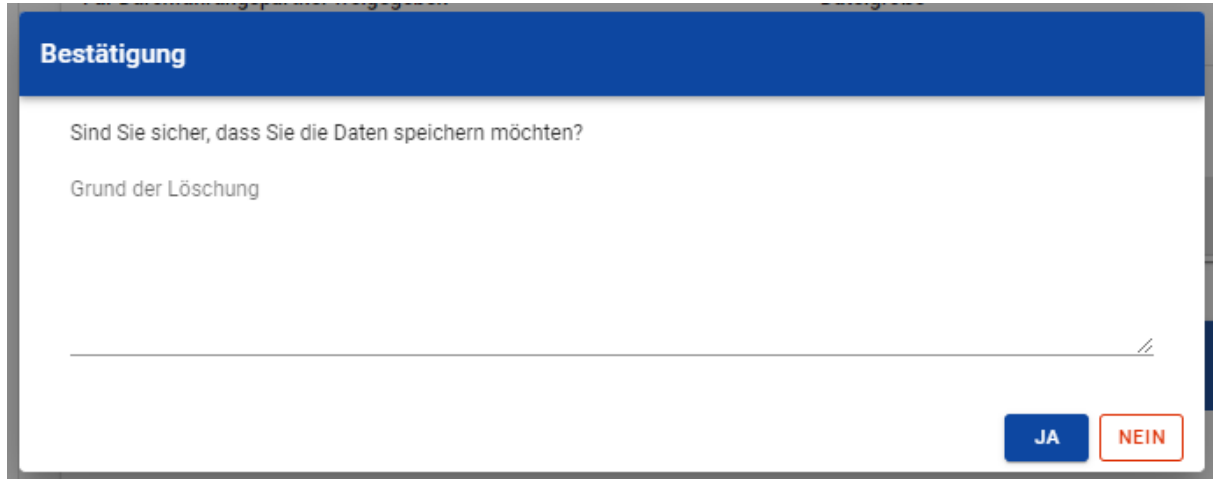 Bestätigung
Sind Sie sicher, dass Sie die Daten speichern möchten?
Grund der Löschung
JA
NEIN